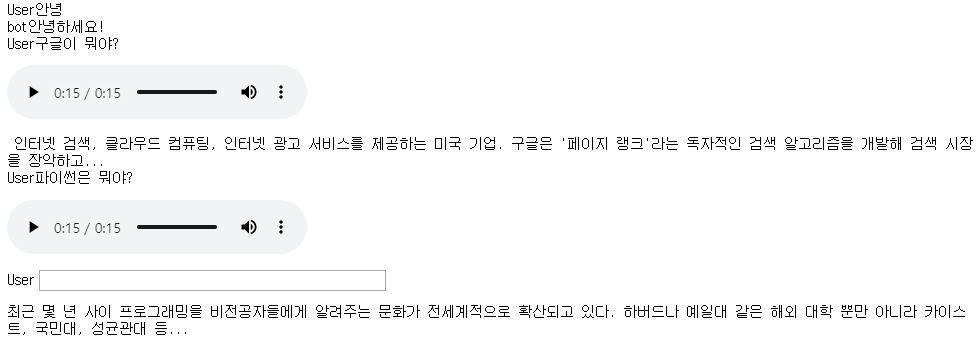 User안녕
bot안녕하세요!
User구글이 뭐야?
0:15 / 0:15
인터넷 검색, 클라우드 컴퓨팅, 인터넷 광고 서비스를 제공하는 미국 기업. 구글은 '페이지 랭크'라는 독자적인 검색 알고리즘을 개발해 검색 시장
을 장악하고...
User파이썬은 뭐야?
0:15 / 0:15
User
최근 몇 년 사이 프로그래밍을 비전공자들에게 알려주는 문화가 전세계적으로 확산되고 있다. 하버드나 예일대 같은 해외 대학 뿐만 아니라 카이스
트, 국민대, 성균관대 등...